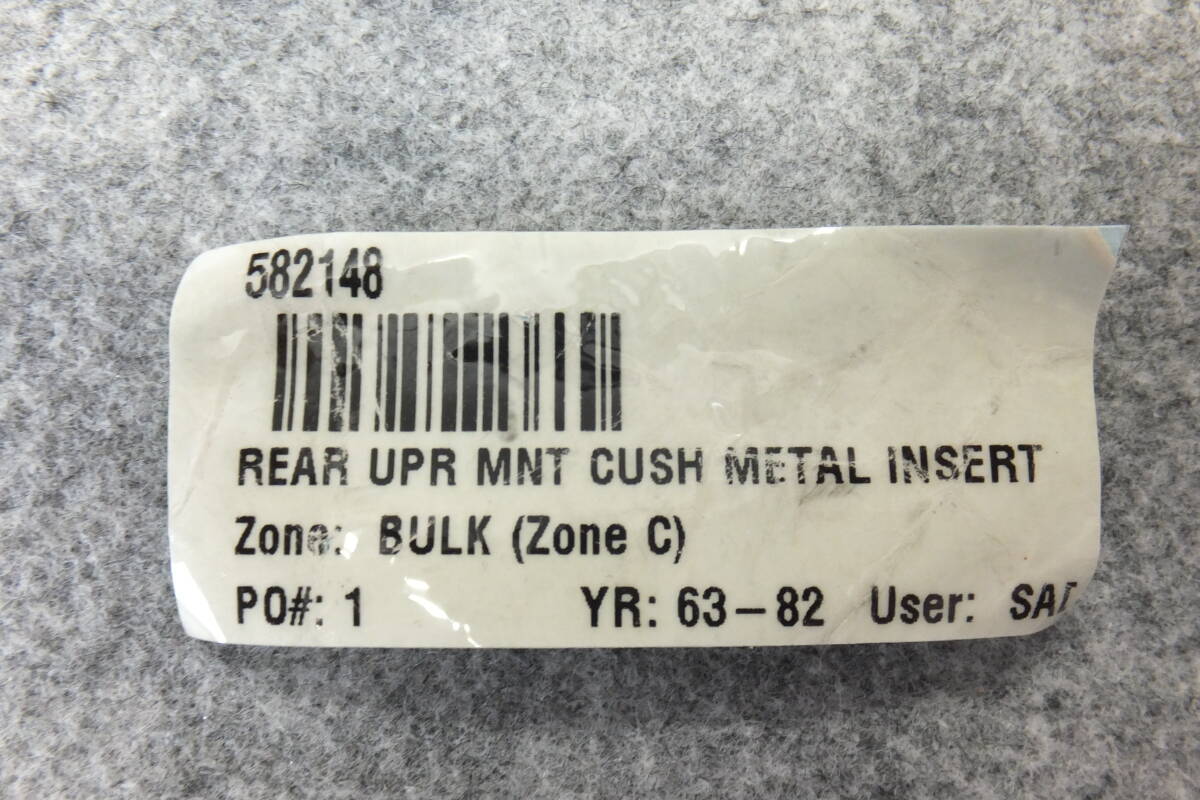 582148
REAR UPR MNT CUSH METAL INSERT
Zone: BULK (Zone C)
PO#: 1 YR: 63-82 User: